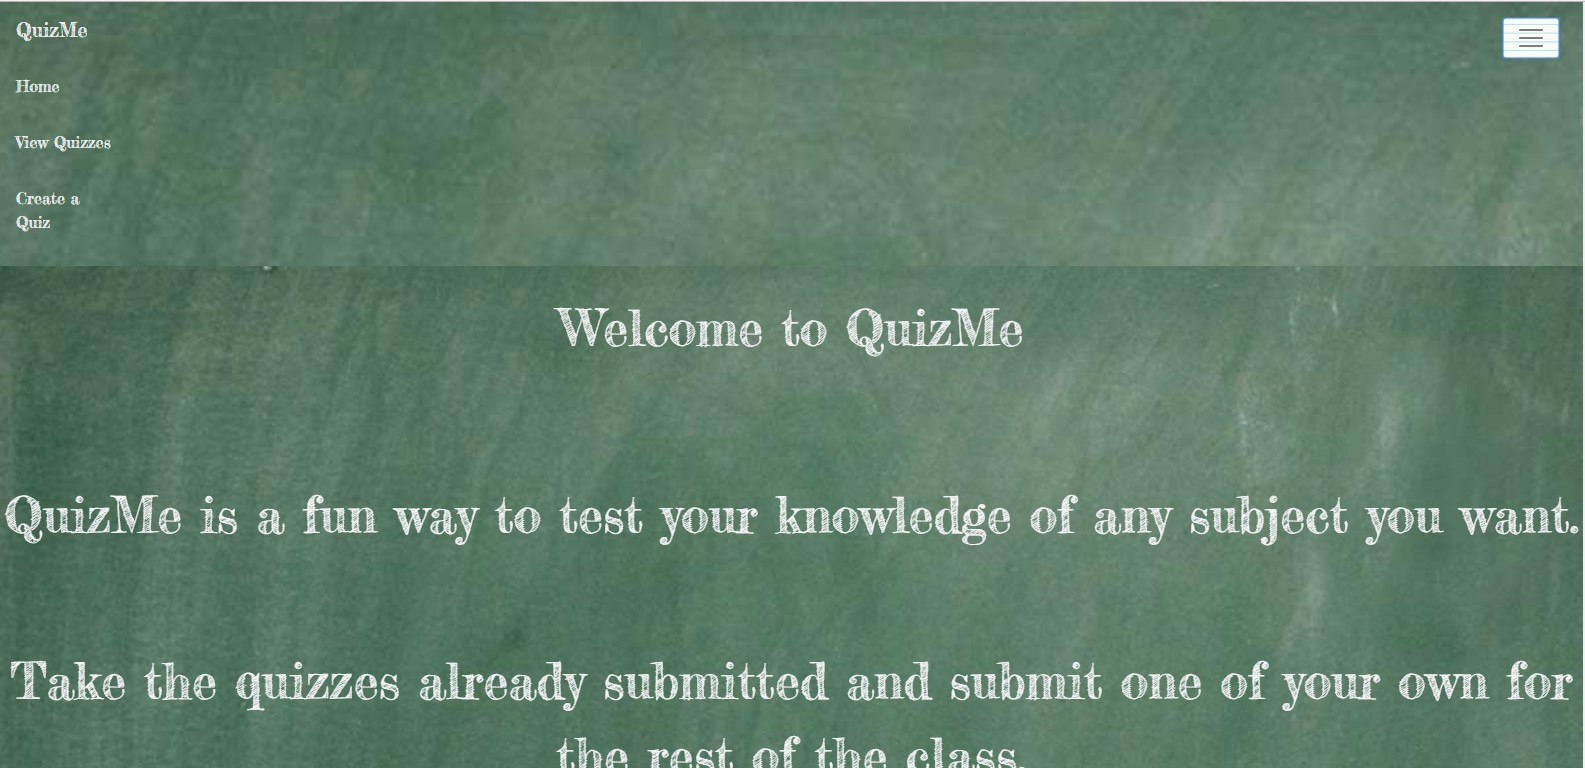 QuizMe
Home
View Quizzes
Create a
Quiz
Welcome to QuizMe
QuizMe is a fun way to test your knowledge of any subject you want.
Take the quizzes already submitted and submit one of your own for
the rest of the class.